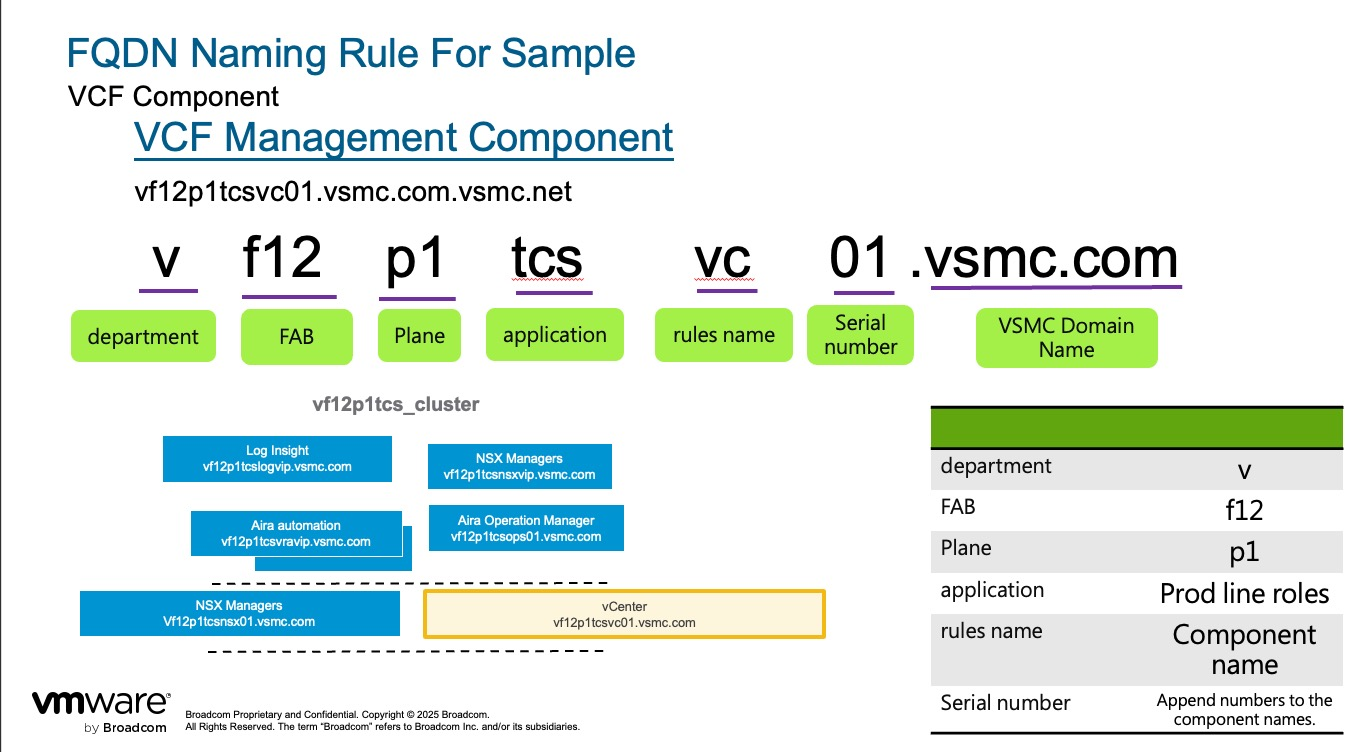 FQDN Naming Rule For Sample
VCF Component
VCF Management Component
vf12p1tcsvc01.vsmc.com.vsmc.net
v f12 p1 tcs vc 01 .vsmc.com
department FAB Plane application rules name Serial number VSMC Domain Name
vf12p1tcs_cluster
Log Insight
vf12p1tcslogvip.vsmc.com
NSX Managers
vf12p1tcsnsxvip.vsmc.com
Aira automation
vf12p1tcsvravip.vsmc.com
Aira Operation Manager
vf12p1tcsops01.vsmc.com
NSX Managers
Vf12p1tcsnsx01.vsmc.com
vCenter
vf12p1tcsvc01.vsmc.com
department v
FAB f12
Plane p1
application Prod line roles
rules name Component
name
Serial number Append numbers to the
component names.
vmware®
by Broadcom
Broadcom Proprietary and Confidential. Copyright © 2025 Broadcom.
All Rights Reserved. The term “Broadcom” refers to Broadcom Inc. and/or its subsidiaries.